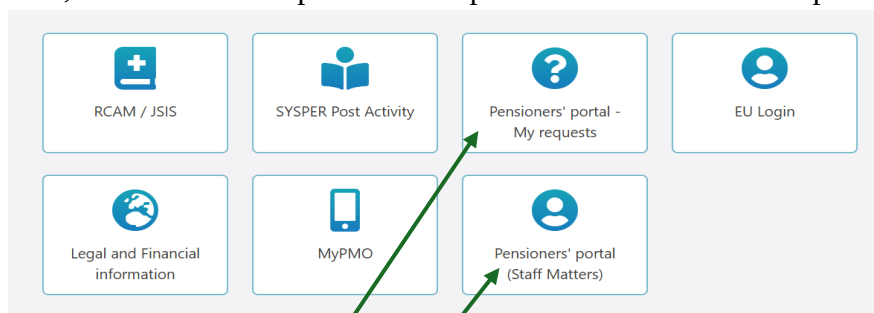 RCAM / JSIS
SYSPER Post Activity
Pensioners' portal -
My requests
EU Login
Legal and Financial
information
MyPMO
Pensioners' portal
(Staff Matters)